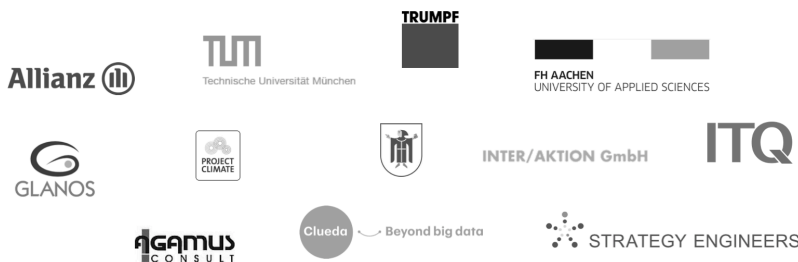 TRUMPF
Allianz
TUM
Technische Universität München
FH AACHEN
UNIVERSITY OF APPLIED SCIENCES
GLANOS
PROJECT
CLIMATE
INTER/AKTION GmbH
ITQ
AGAMUS
CONSULT
Clueda
Beyond big data
STRATEGY ENGINEERS